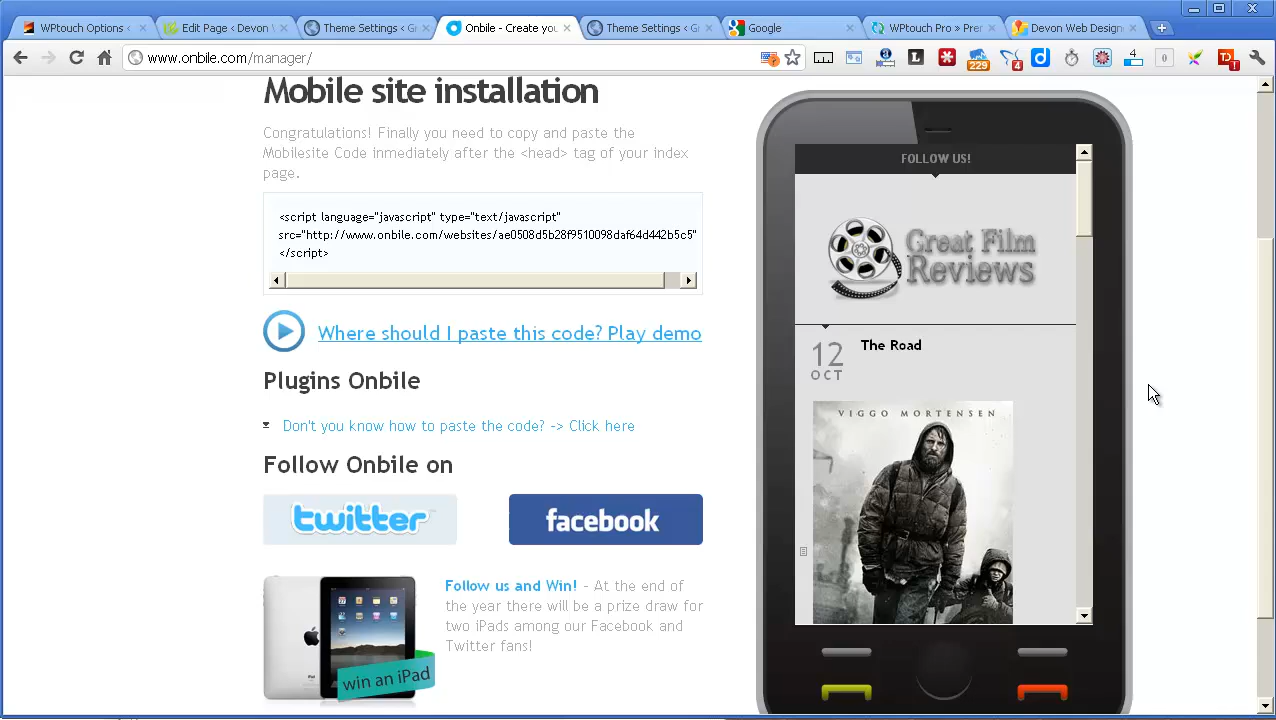 WPtouch Options <
Edit Page < Devon
Theme Settings < G
Onbile - Create you
Theme Settings < G
Google
WPtouch Pro » Pre
Devon Web Design
www.onbile.com/manager/
L
229
4
d
4
0
TD
Mobile site installation
Congratulations! Finally you need to copy and paste the
Mobilesite Code inmediately after the <head> tag of your index
page.
<script language="javascript" type="text/javascript"
src="http://www.onbile.com/websites/ae0508d5b28f9510098daf64d442b5c5"
</script>
Where should I paste this code? Play demo
Plugins Onbile
Don't you know how to paste the code? -> Click here
Follow Onbile on
twitter
facebook
win an iPad
Follow us and Win! - At the end of
the year there will be a prize draw for
two iPads among our Facebook and
Twitter fans!
FOLLOW US!
Great Film
Reviews
12
OCT
The Road
VIGGO MORTENSEN